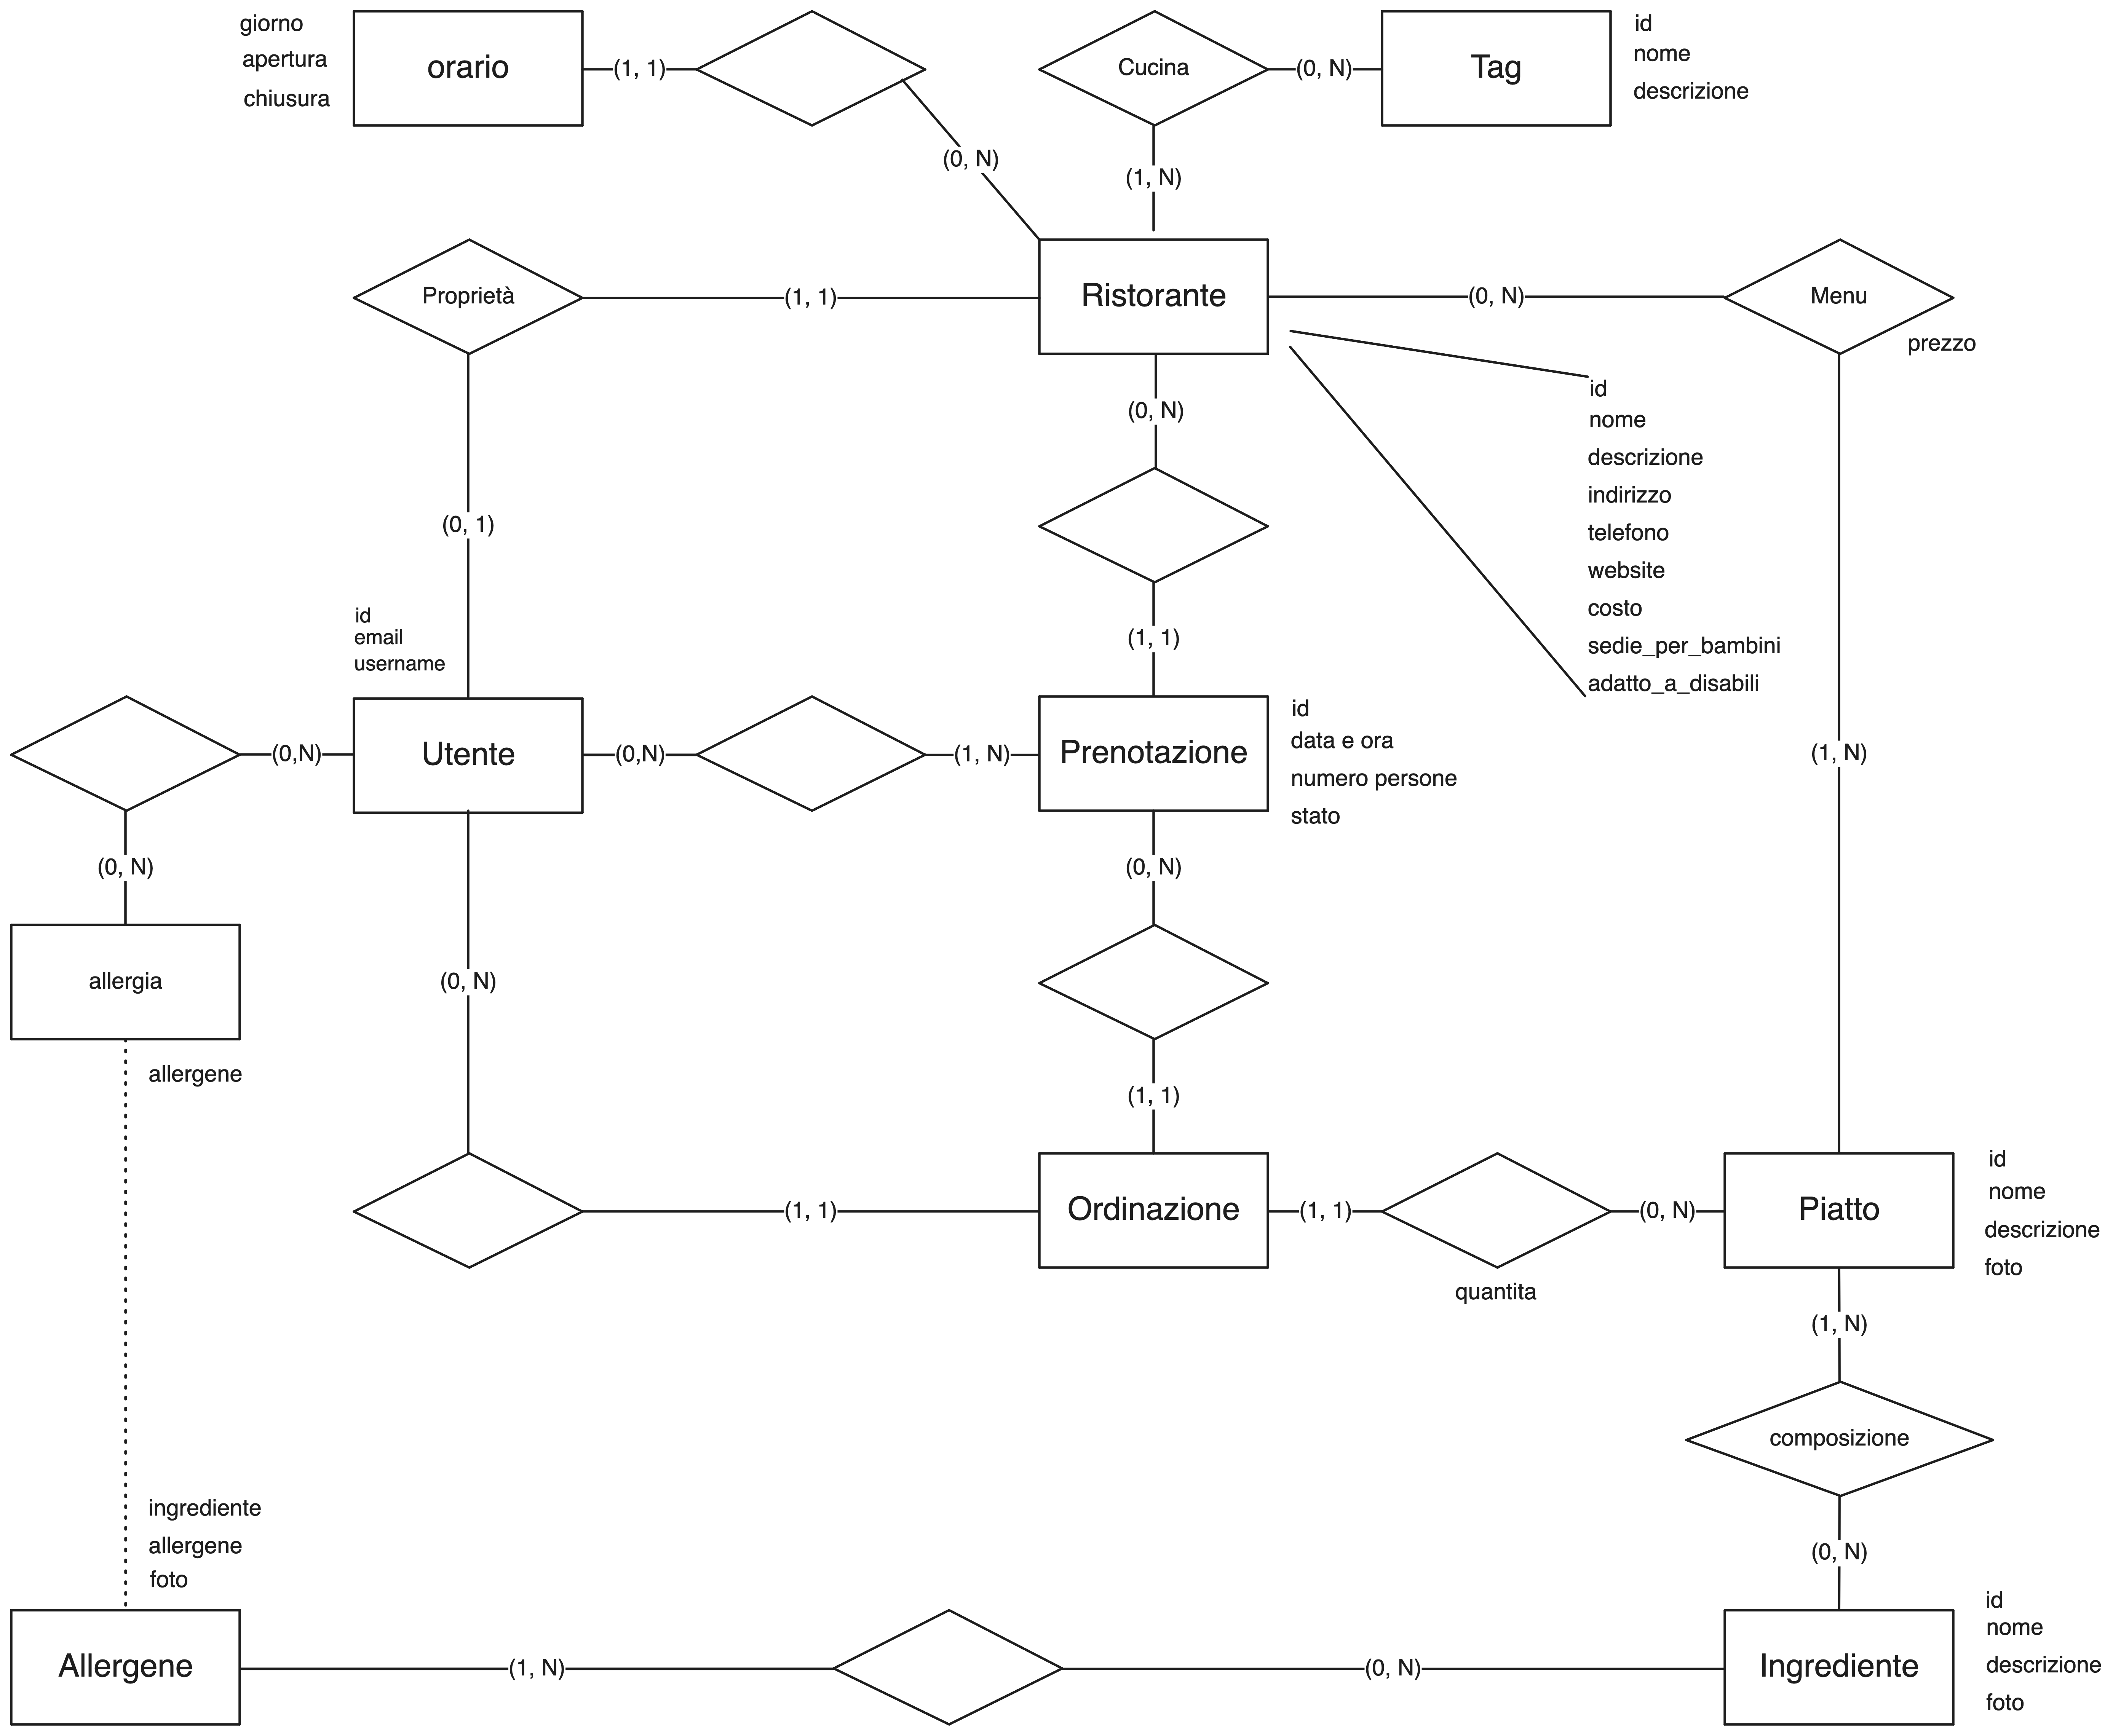 giorno
apertura
chiusura
orario
(1, 1)
Cucina
(0, N)
Tag
id
nome
descrizione
(0, N)
(1, N)
Proprietà
(1, 1)
Ristorante
(0, N)
Menu
prezzo
id
nome
descrizione
indirizzo
telefono
website
costo
sedie_per_bambini
adatto_a_disabili
(0, N)
(0, 1)
(1, 1)
id
email
username
(0,N)
Utente
(0,N)
(1, N)
Prenotazione
id
data e ora
numero persone
stato
(1, N)
(0, N)
(0, N)
allergia
(0, N)
allergene
(1, 1)
(1, 1)
Ordinazione
(1, 1)
(0, N)
quantita
Piatto
id
nome
descrizione
foto
(1, N)
composizione
(0, N)
ingrediente
allergene
foto
Allergene
(1, N)
(0, N)
Ingrediente
id
nome
descrizione
foto